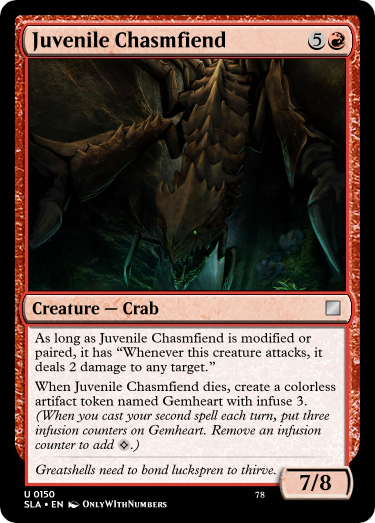 Juvenile Chasmfiend 5
Creature — Crab
As long as Juvenile Chasmfiend is modified or
paired, it has “Whenever this creature attacks, it
deals 2 damage to any target.”
When Juvenile Chasmfiend dies, create a colorless
artifact token named Gemheart with infuse 3.
(When you cast your second spell each turn, put three
infusion counters on Gemheart. Remove an infusion
counter to add .)
Greatshells need to bond luckspren to thrive.
7/8
U 0150
SLA • EN OnlyWIthNumbers
78